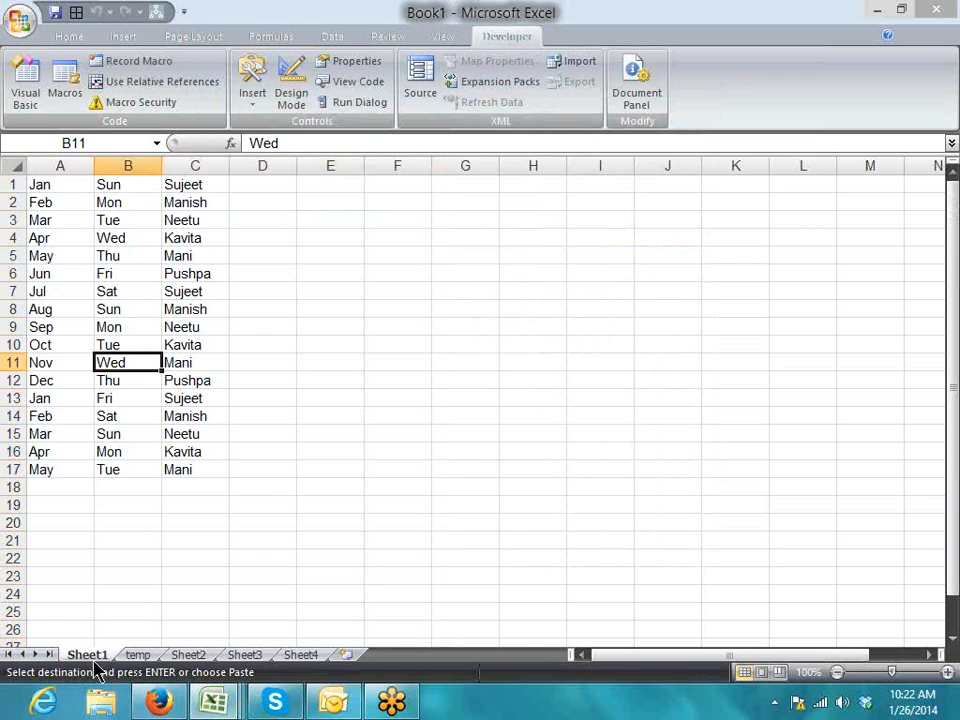 Book1 - Microsoft Excel
Home Insert Page Layout Formulas Data Review View Developer
Visual Basic
Macros
Record Macro
Use Relative References
Macro Security
Code
Insert
Design Mode
Properties
View Code
Run Dialog
Controls
Source
Map Properties
Expansion Packs
Refresh Data
Import
Export
XML
Document Panel
Modify
B11 fx Wed
A B C D E F G H I J K L M N
1 Jan Sun Sujeet
2 Feb Mon Manish
3 Mar Tue Neetu
4 Apr Wed Kavita
5 May Thu Mani
6 Jun Fri Pushpa
7 Jul Sat Sujeet
8 Aug Sun Manish
9 Sep Mon Neetu
10 Oct Tue Kavita
11 Nov Wed Mani
12 Dec Thu Pushpa
13 Jan Fri Sujeet
14 Feb Sat Manish
15 Mar Sun Neetu
16 Apr Mon Kavita
17 May Tue Mani
18
19
20
21
22
23
24
25
26
27
Sheet1 temp Sheet2 Sheet3 Sheet4
Select destination and press ENTER or choose Paste 100%
10:22 AM
1/26/2014